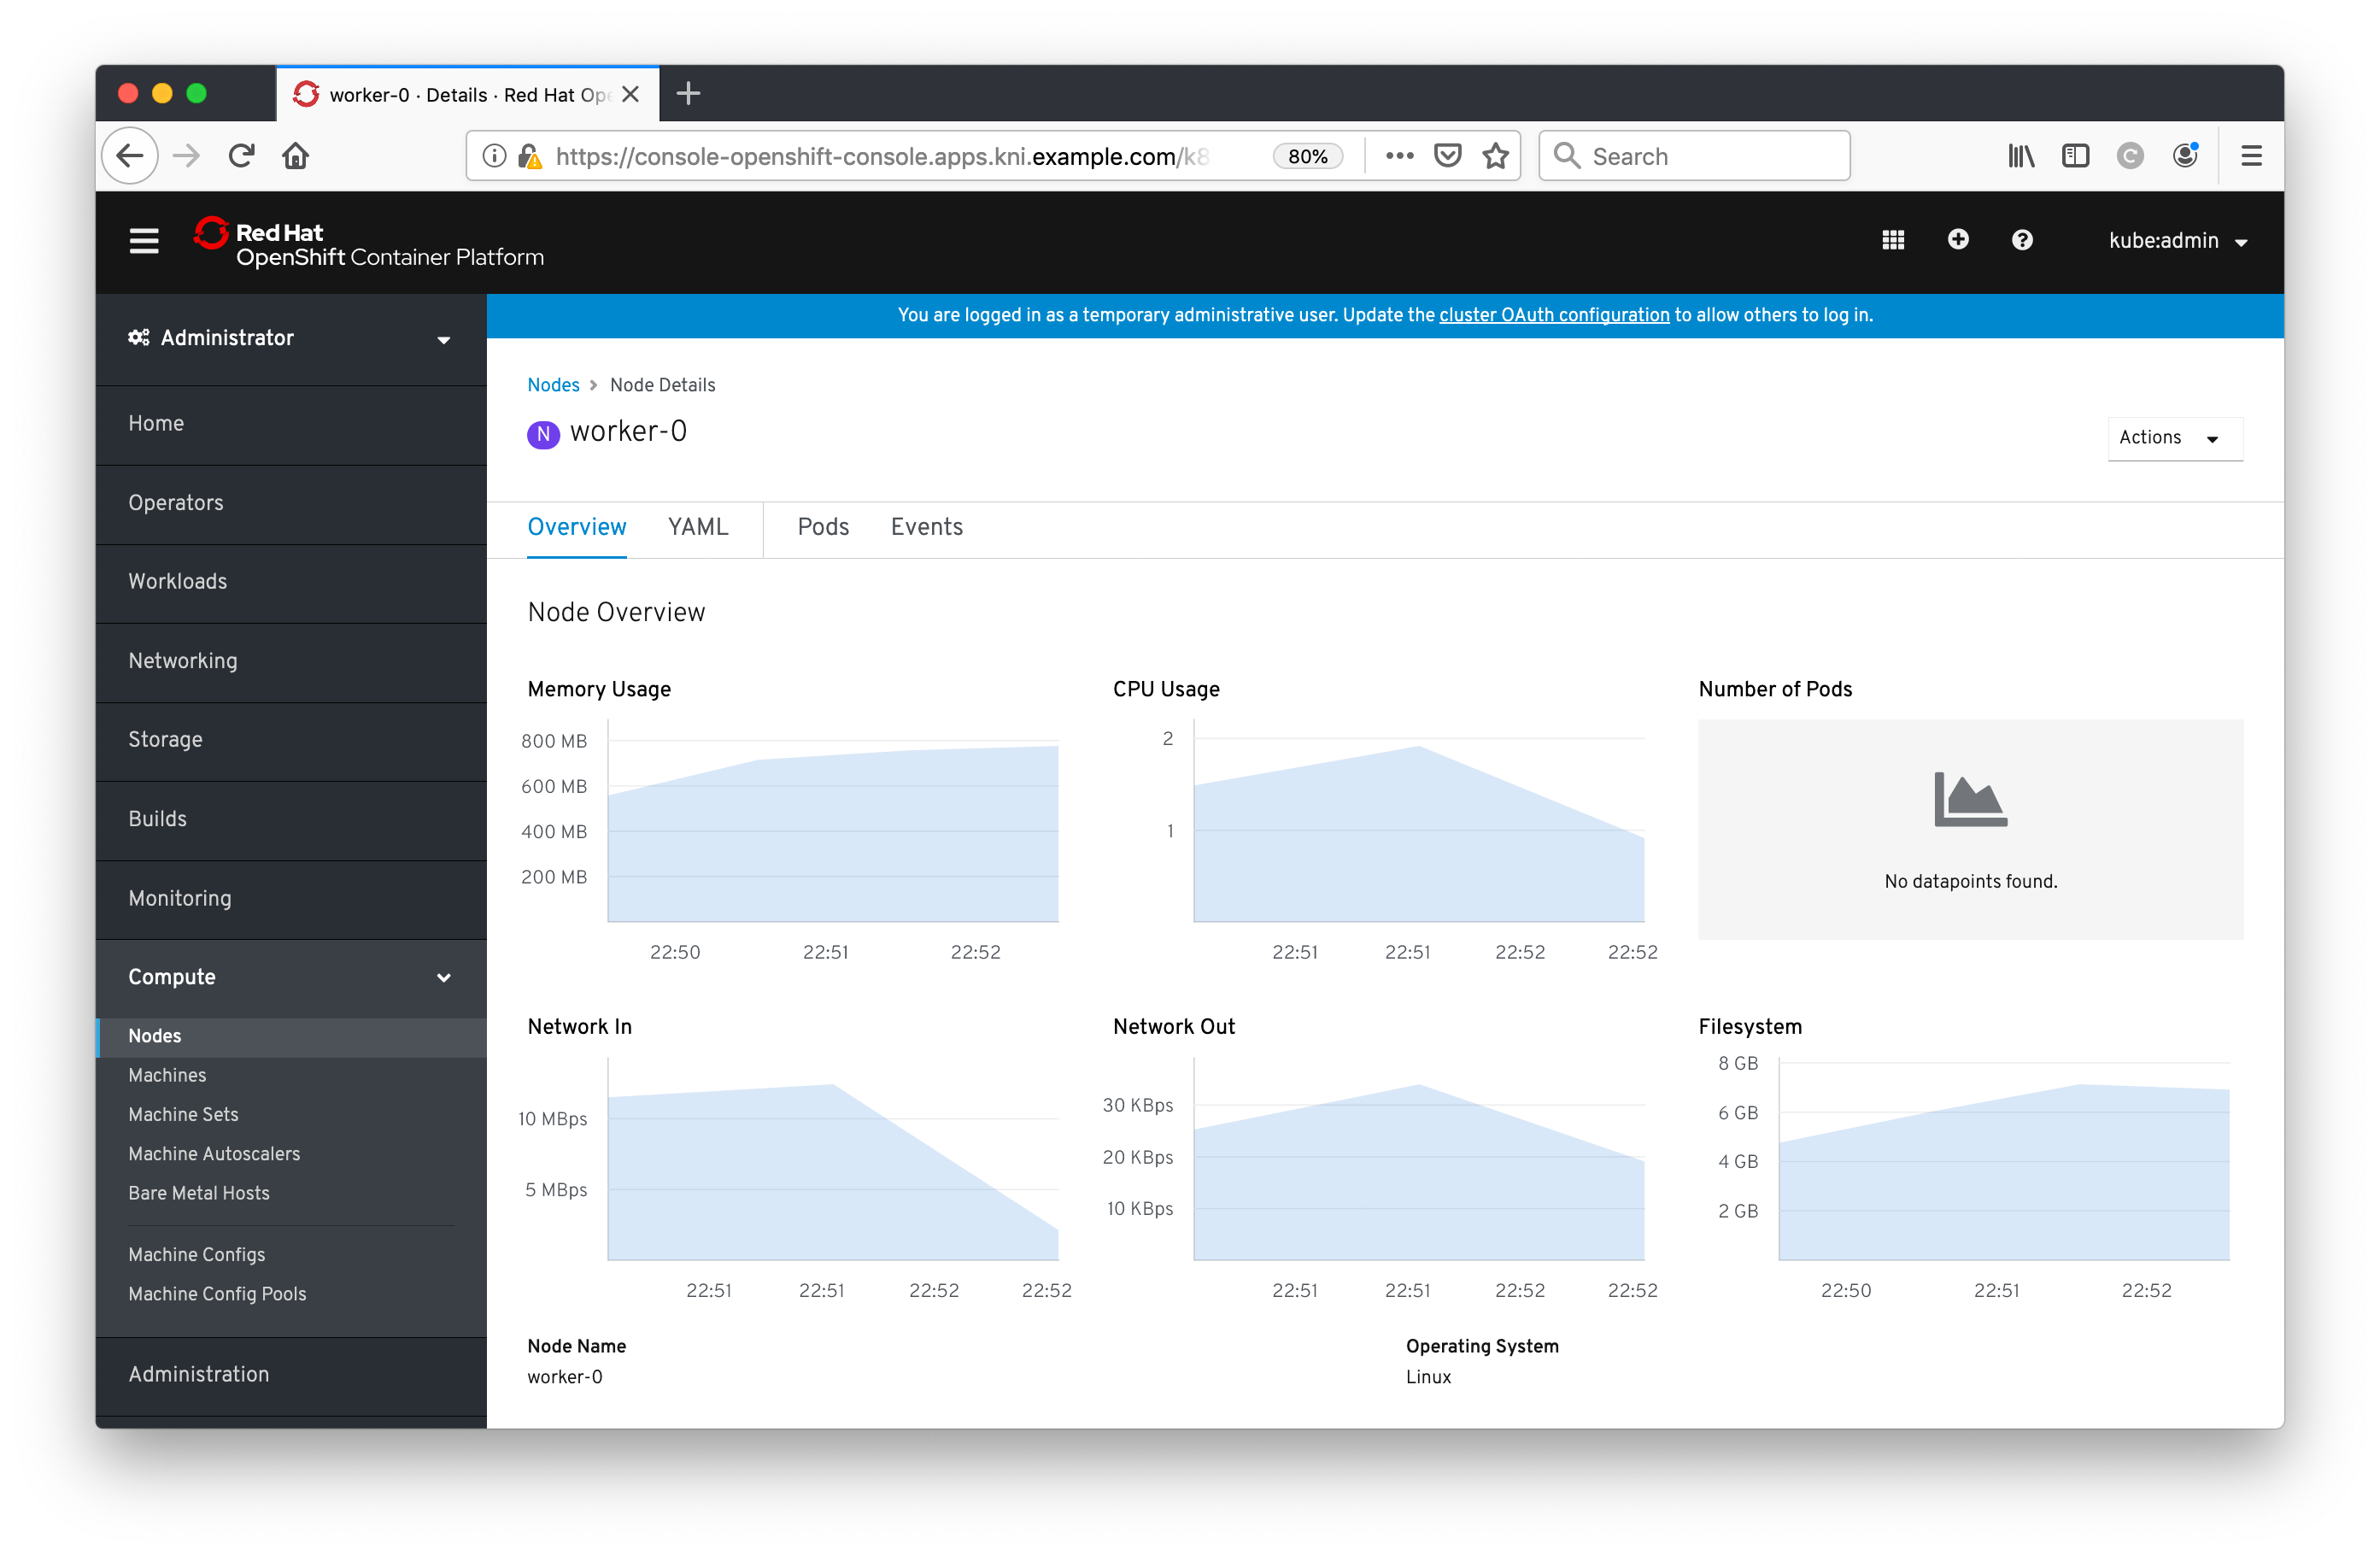 worker-0 · Details · Red Hat Ope
https://console-openshift-console.apps.kni.example.com/k8
80%
Search
Red Hat
OpenShift Container Platform
kube:admin
Administrator
Home
Operators
Workloads
Networking
Storage
Builds
Monitoring
Compute
Nodes
Machines
Machine Sets
Machine Autoscalers
Bare Metal Hosts
Machine Configs
Machine Config Pools
Administration
You are logged in as a temporary administrative user. Update the cluster OAuth configuration to allow others to log in.
Nodes > Node Details
N worker-0
Actions
Overview YAML Pods Events
Node Overview
Memory Usage
800 MB
600 MB
400 MB
200 MB
22:50 22:51 22:52
CPU Usage
2
1
22:51 22:51 22:52 22:52
Number of Pods
No datapoints found.
Network In
10 MBps
5 MBps
22:51 22:51 22:52 22:52
Network Out
30 KBps
20 KBps
10 KBps
22:51 22:51 22:52 22:52
Filesystem
8 GB
6 GB
4 GB
2 GB
22:50 22:51 22:52
Node Name
worker-0
Operating System
Linux